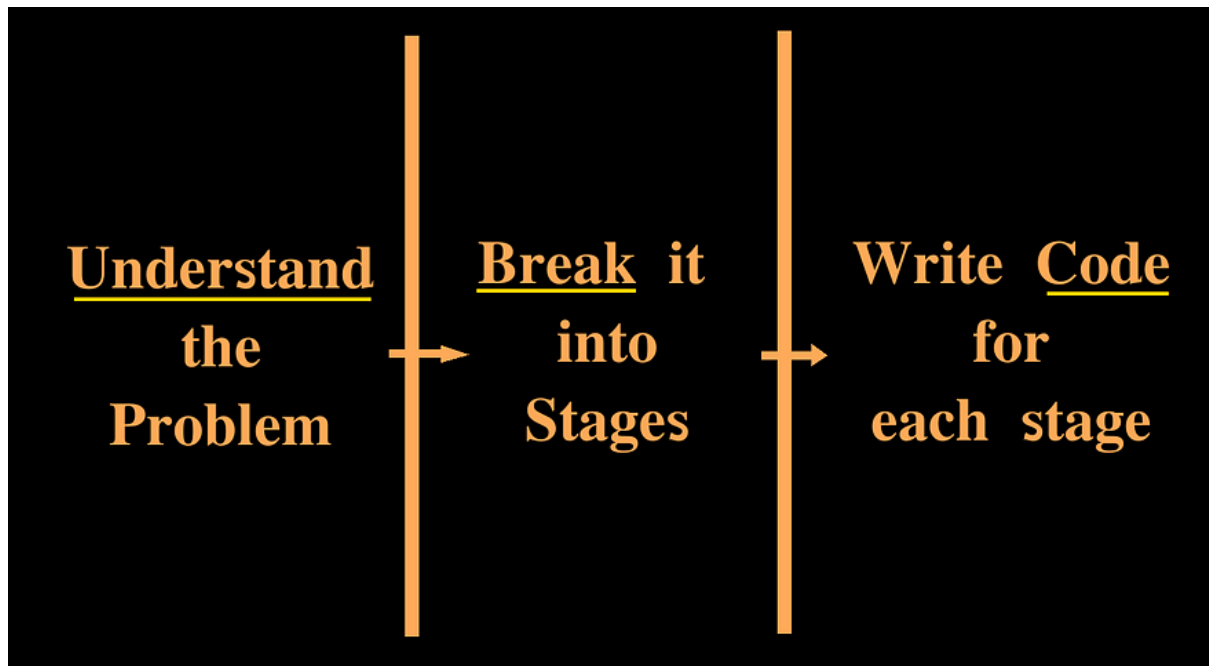 Understand
the
Problem
Break it
into
Stages
Write Code
for
each stage